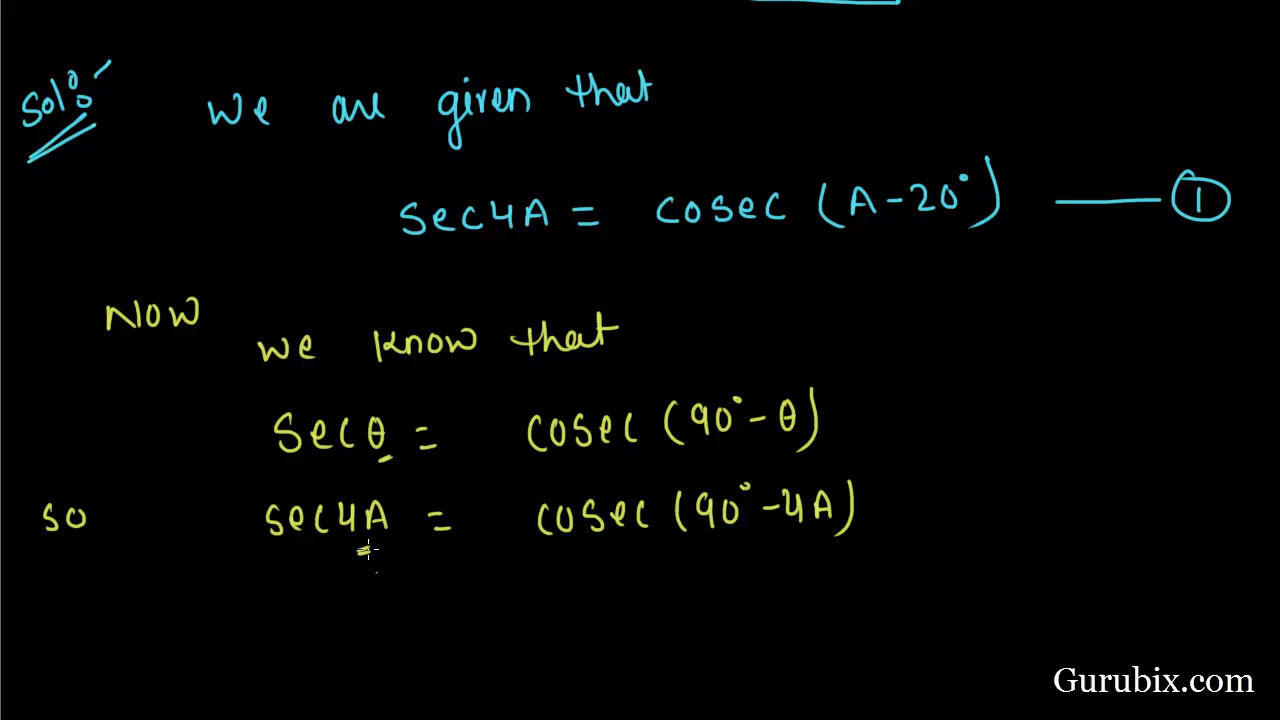 Sol:-
We are given that
sec4A = cosec (A-20°) —— ①
Now
we know that
Secθ = cosec (90°-θ)
so sec4A = cosec (90°-4A)
Gurubix.com